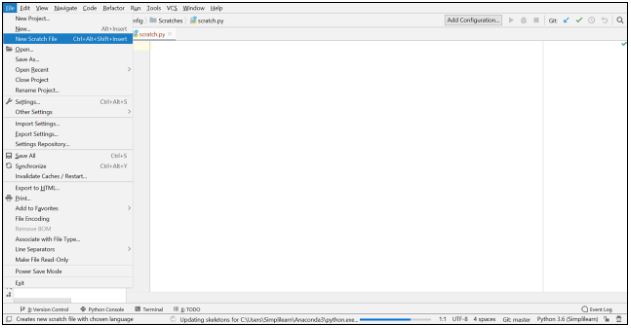 File Edit View Navigate Code Refactor Run Tools VCS Window Help
New Project...
nfig Scratches scratch.py Add Configuration... Git:
New... Alt+Insert
New Scratch File Ctrl+Alt+Shift+Insert
scratch.py
Open...
Save As...
Open Recent
Close Project
Rename Project...
Settings... Ctrl+Alt+S
Other Settings
Import Settings...
Export Settings...
Settings Repository...
Save All Ctrl+S
Synchronize Ctrl+Alt+Y
Invalidate Caches / Restart...
Export to HTML...
Print...
Add to Favorites
File Encoding
Remove BOM
Associate with File Type...
Line Separators
Make File Read-Only
Power Save Mode
Exit
9: Version Control Python Console Terminal 6: TODO Event Log
Creates new scratch file with chosen language Updating skeletons for C:\Users\Simplilearn\Anaconda3\python.exe... 1:1 UTF-8 4 spaces Git: master Python 3.6 (Simplilearn)